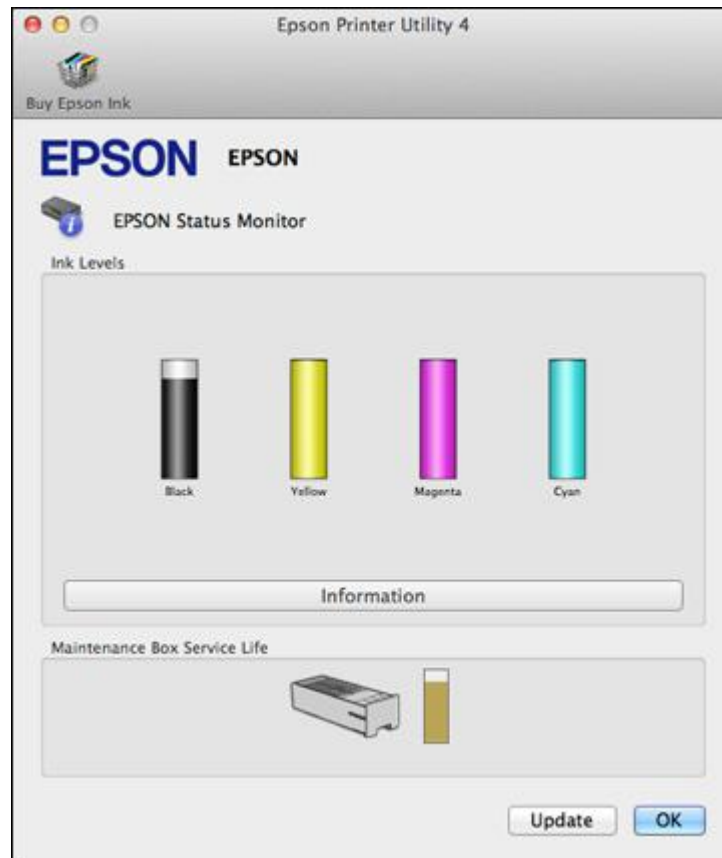 Epson Printer Utility 4
Buy Epson Ink
EPSON EPSON
EPSON Status Monitor
Ink Levels
Black Yellow Magenta Cyan
Information
Maintenance Box Service Life
Update OK